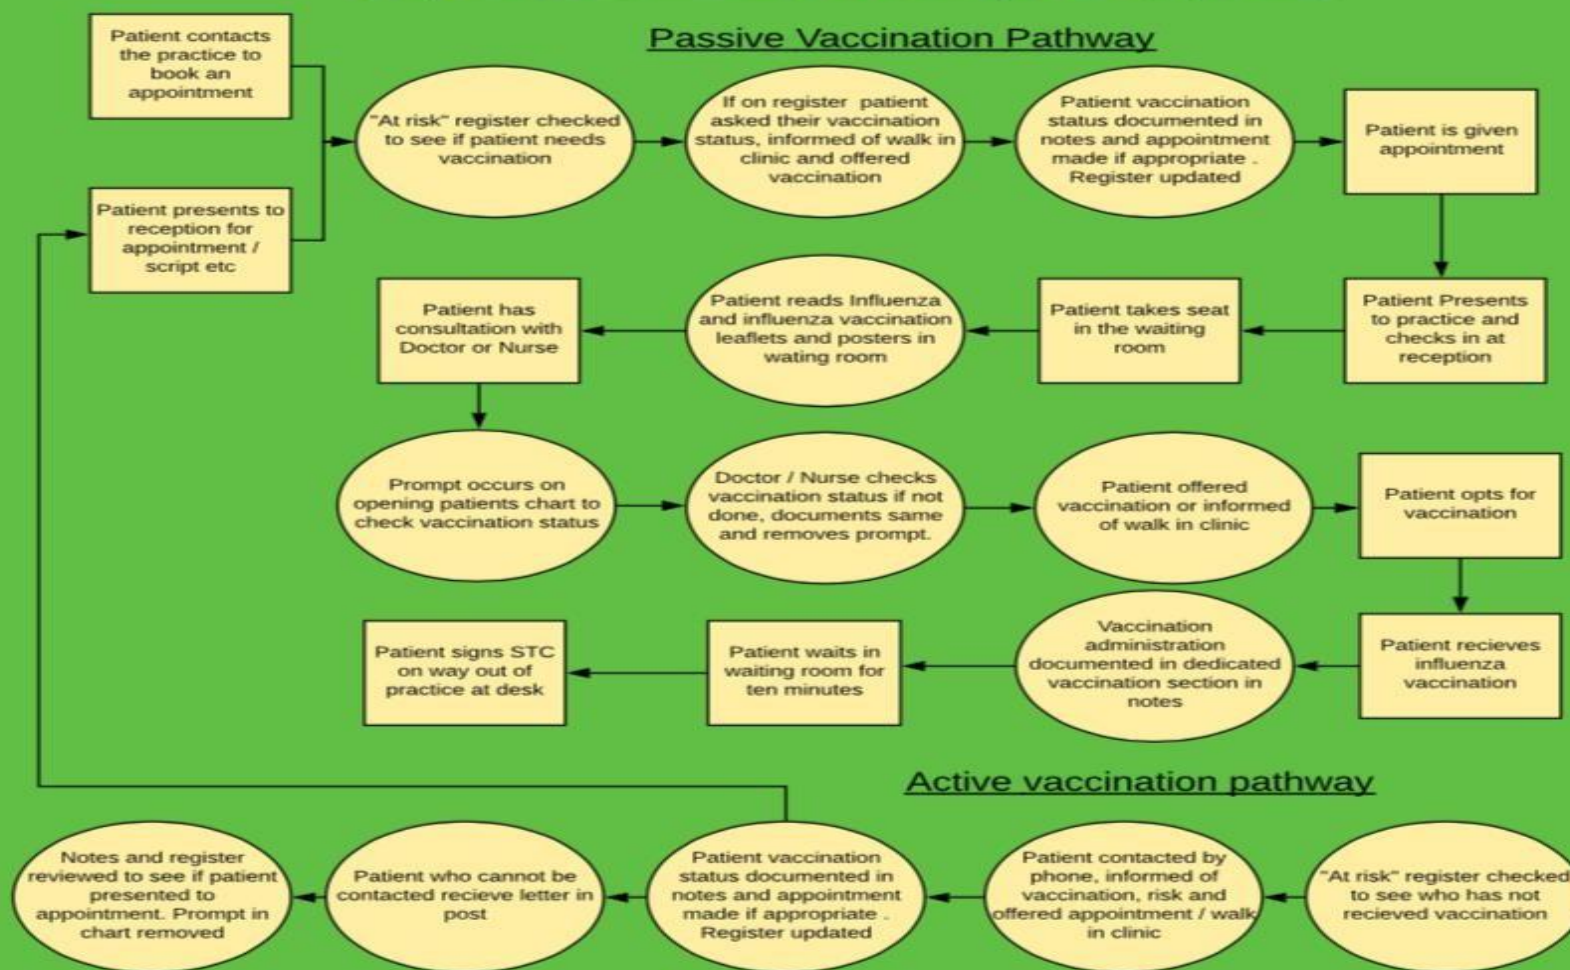 Passive Vaccination Pathway
Patient contacts
the practice to
book an
appointment
Patient presents to
reception for
appointment /
script etc
"At risk" register checked
to see if patient needs
vaccination
If on register patient
asked their vaccination
status, informed of walk in
clinic and offered
vaccination
Patient vaccination
status documented in
notes and appointment
made if appropriate .
Register updated
Patient is given
appointment
Patient Presents
to practice and
checks in at
reception
Patient takes seat
in the waiting
room
Patient reads Influenza
and influenza vaccination
leaflets and posters in
wating room
Patient has
consultation with
Doctor or Nurse
Prompt occurs on
opening patients chart to
check vaccination status
Doctor / Nurse checks
vaccination status if not
done, documents same
and removes prompt.
Patient offered
vaccination or informed
of walk in clinic
Patient opts for
vaccination
Patient recieves
influenza
vaccination
Vaccination
administration
documented in dedicated
vaccination section in
notes
Patient waits in
waiting room for
ten minutes
Patient signs STC
on way out of
practice at desk
Active vaccination pathway
"At risk" register checked
to see who has not
recieved vaccination
Patient contacted by
phone, informed of
vaccination, risk and
offered appointment / walk
in clinic
Patient vaccination
status documented in
notes and appointment
made if appropriate .
Register updated
Patient who cannot be
contacted recieve letter in
post
Notes and register
reviewed to see if patient
presented to
appointment. Prompt in
chart removed